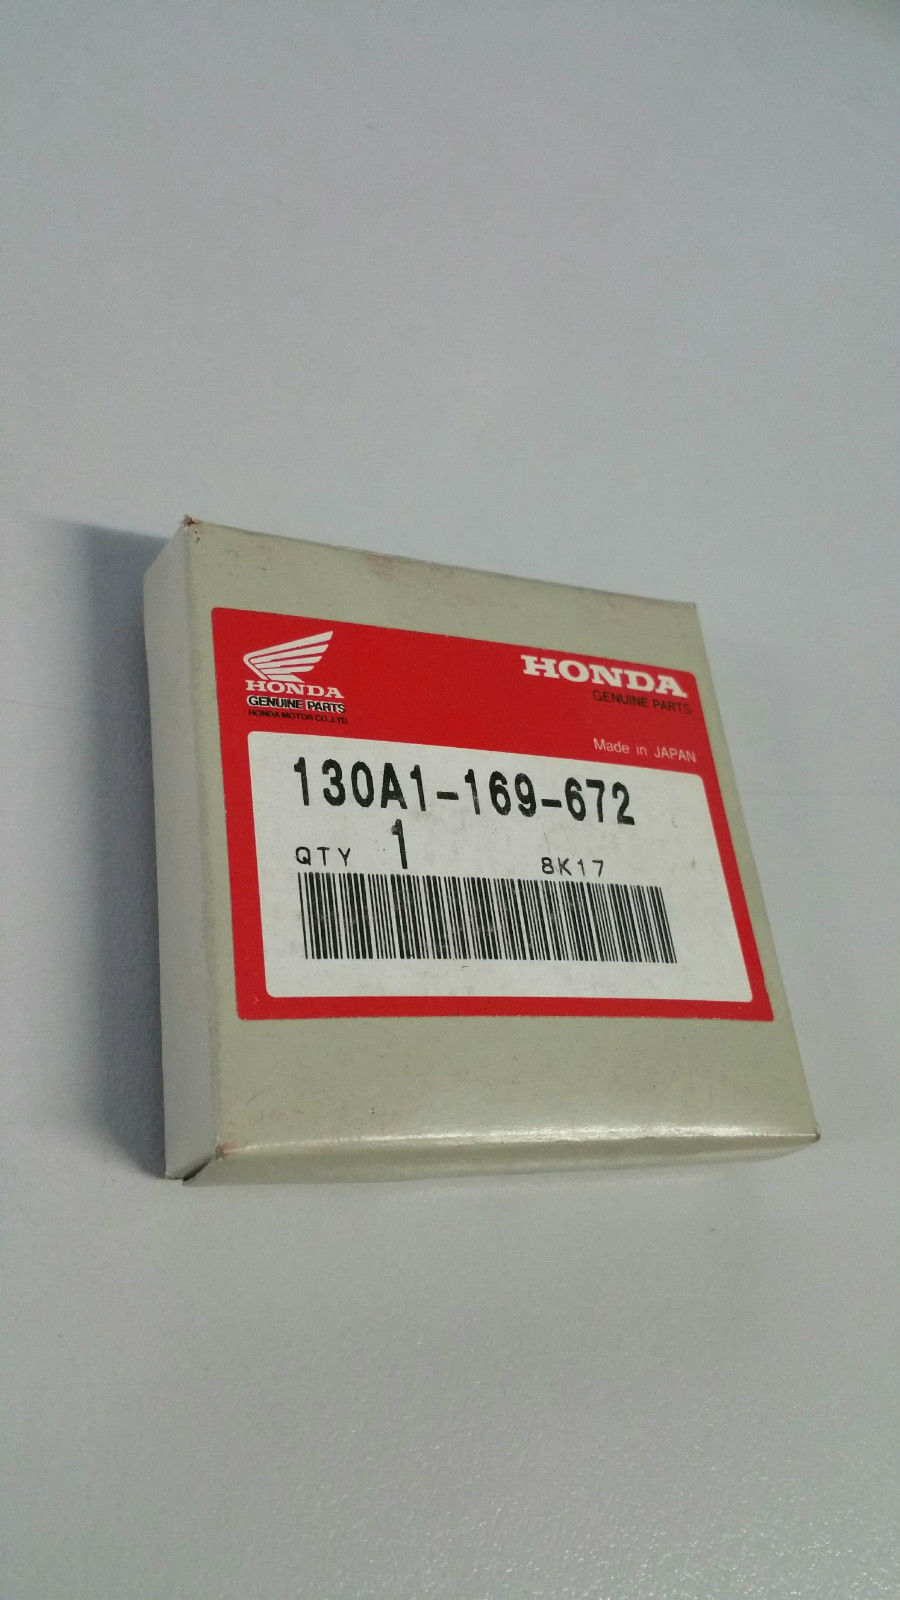 HONDA
GENUINE PARTS
HONDA MOTOR CO.,LTD.
HONDA
GENUINE PARTS
Made in JAPAN
130A1-169-672
QTY 1 8K17